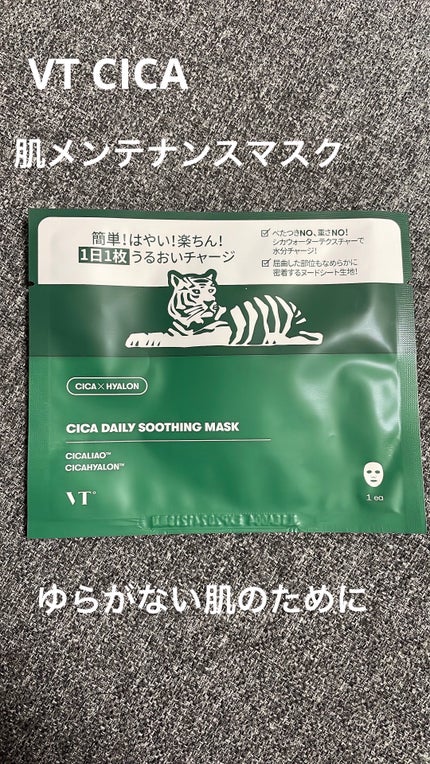 VT CICA
肌メンテナンスマスク
簡単！はやい！楽ちん！
1日1枚うるおいチャージ
べたつきNO、重さNO！
シカウォーターテクスチャーで
水分チャージ！
屈曲した部位もなめらかに
密着するヌードシート生地！
CICA×HYALON
CICA DAILY SOOTHING MASK
CICALIAO™
CICAHYALON™
VT°
1 ea
ゆらがない肌のために